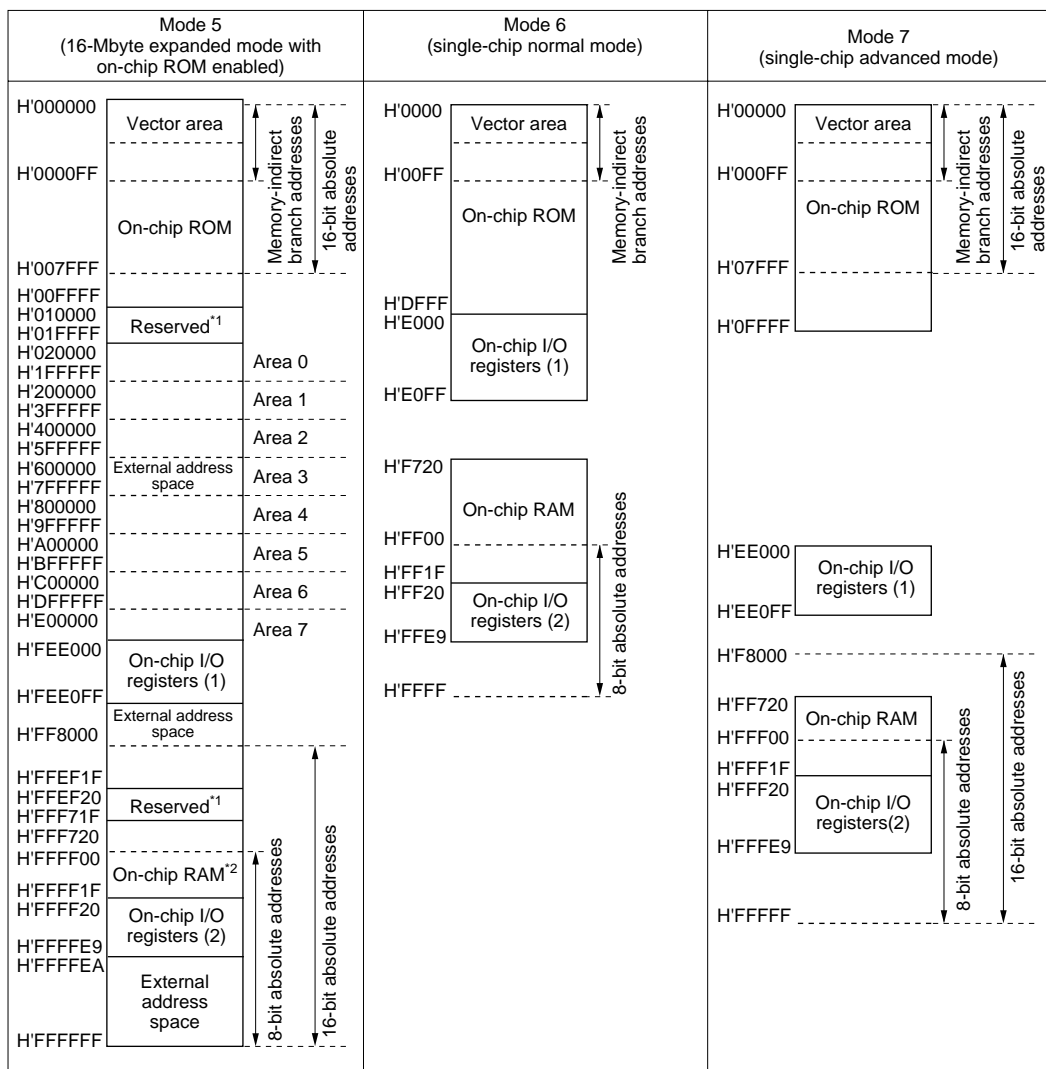 Mode 5
(16-Mbyte expanded mode with
on-chip ROM enabled)
H'000000
Vector area
H'0000FF
On-chip ROM
H'007FFF
H'00FFFF
H'010000
Reserved*1
H'01FFFF
H'020000
Area 0
H'1FFFFF
H'200000
Area 1
H'3FFFFF
H'400000
Area 2
H'5FFFFF
H'600000
External address
space
Area 3
H'7FFFFF
H'800000
Area 4
H'9FFFFF
H'A00000
Area 5
H'BFFFFF
H'C00000
Area 6
H'DFFFFF
H'E00000
Area 7
H'FEE000
On-chip I/O
registers (1)
H'FEE0FF
External address
space
H'FF8000
H'FFEF1F
H'FFEF20
Reserved*1
H'FFF71F
H'FFF720
H'FFFF00
On-chip RAM*2
H'FFFF1F
H'FFFF20
On-chip I/O
registers (2)
H'FFFFE9
H'FFFFEA
External
address
space
H'FFFFFF
Memory-indirect
branch addresses
16-bit absolute
addresses
8-bit absolute addresses
16-bit absolute addresses
Mode 6
(single-chip normal mode)
H'0000
Vector area
H'00FF
On-chip ROM
H'DFFF
H'E000
On-chip I/O
registers (1)
H'E0FF
H'F720
On-chip RAM
H'FF00
H'FF1F
H'FF20
On-chip I/O
registers (2)
H'FFE9
H'FFFF
Memory-indirect
branch addresses
8-bit absolute addresses
Mode 7
(single-chip advanced mode)
H'00000
Vector area
H'000FF
On-chip ROM
H'07FFF
H'0FFFF
H'EE000
On-chip I/O
registers (1)
H'EE0FF
H'F8000
H'FF720
On-chip RAM
H'FFF00
H'FFF1F
H'FFF20
On-chip I/O
registers(2)
H'FFFE9
H'FFFFF
Memory-indirect
branch addresses
16-bit absolute
addresses
8-bit absolute addresses
16-bit absolute addresses